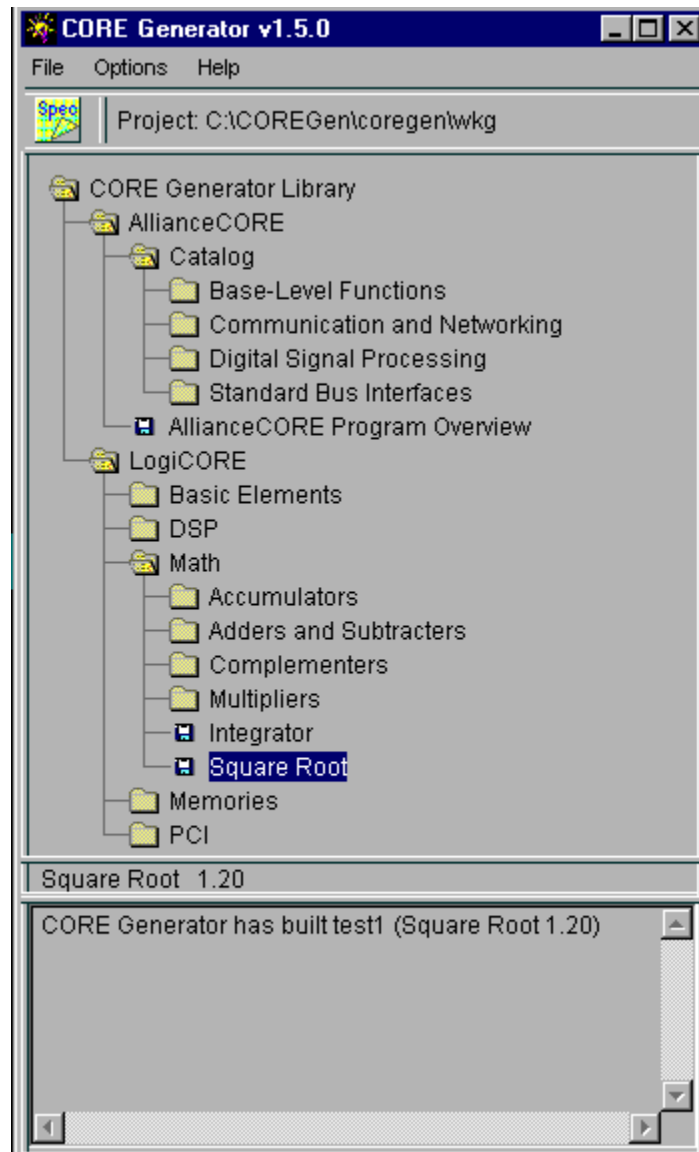 CORE Generator v1.5.0
File Options Help
Spec Project: C:\COREGen\coregen\wkg
CORE Generator Library
AllianceCORE
Catalog
Base-Level Functions
Communication and Networking
Digital Signal Processing
Standard Bus Interfaces
AllianceCORE Program Overview
LogiCORE
Basic Elements
DSP
Math
Accumulators
Adders and Subtracters
Complementers
Multipliers
Integrator
Square Root
Memories
PCI
Square Root 1.20
CORE Generator has built test1 (Square Root 1.20)